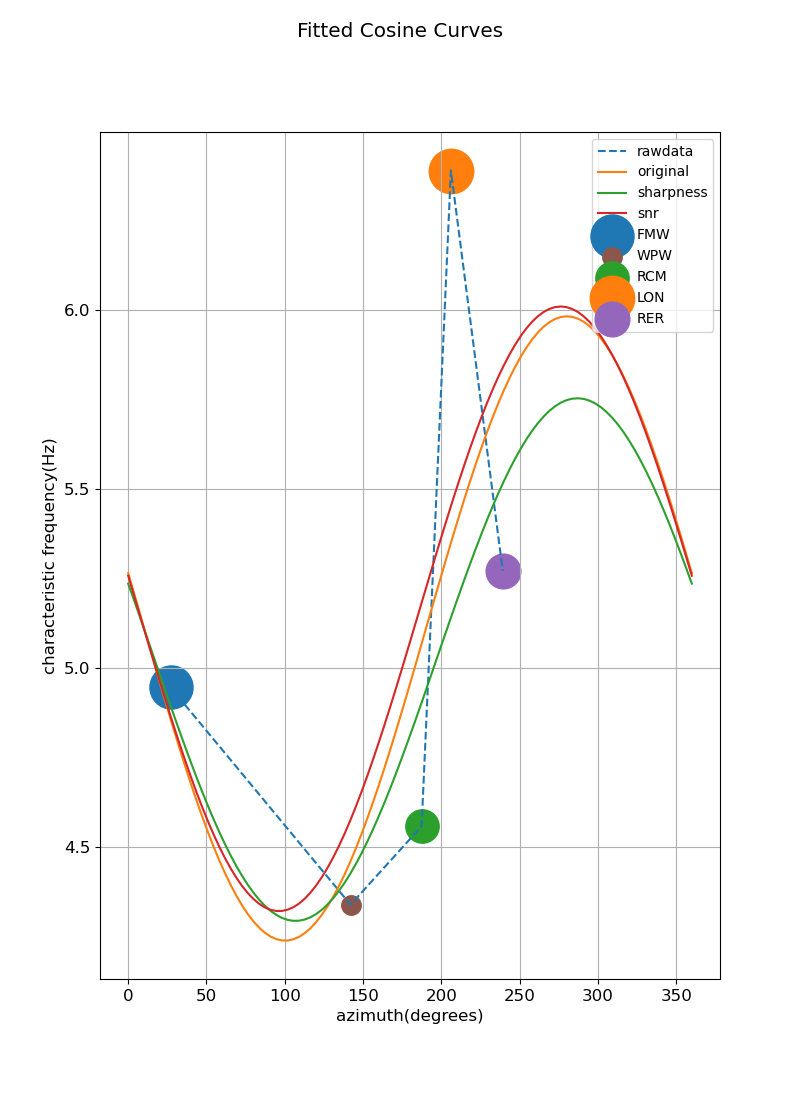 Fitted Cosine Curves
rawdata
original
sharpness
snr
FMW
WPW
RCM
LON
RER
characteristic frequency(Hz)
6.0
5.5
5.0
4.5
0 50 100 150 200 250 300 350
azimuth(degrees)